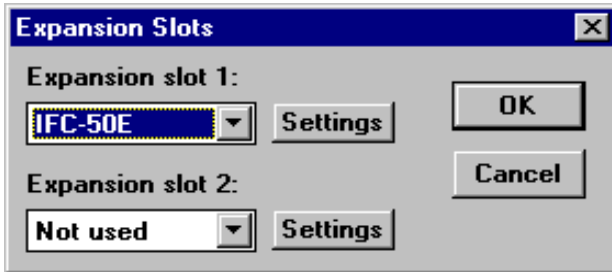 Expansion Slots
Expansion slot 1:
IFC-50E
Settings
OK
Expansion slot 2:
Not used
Settings
Cancel